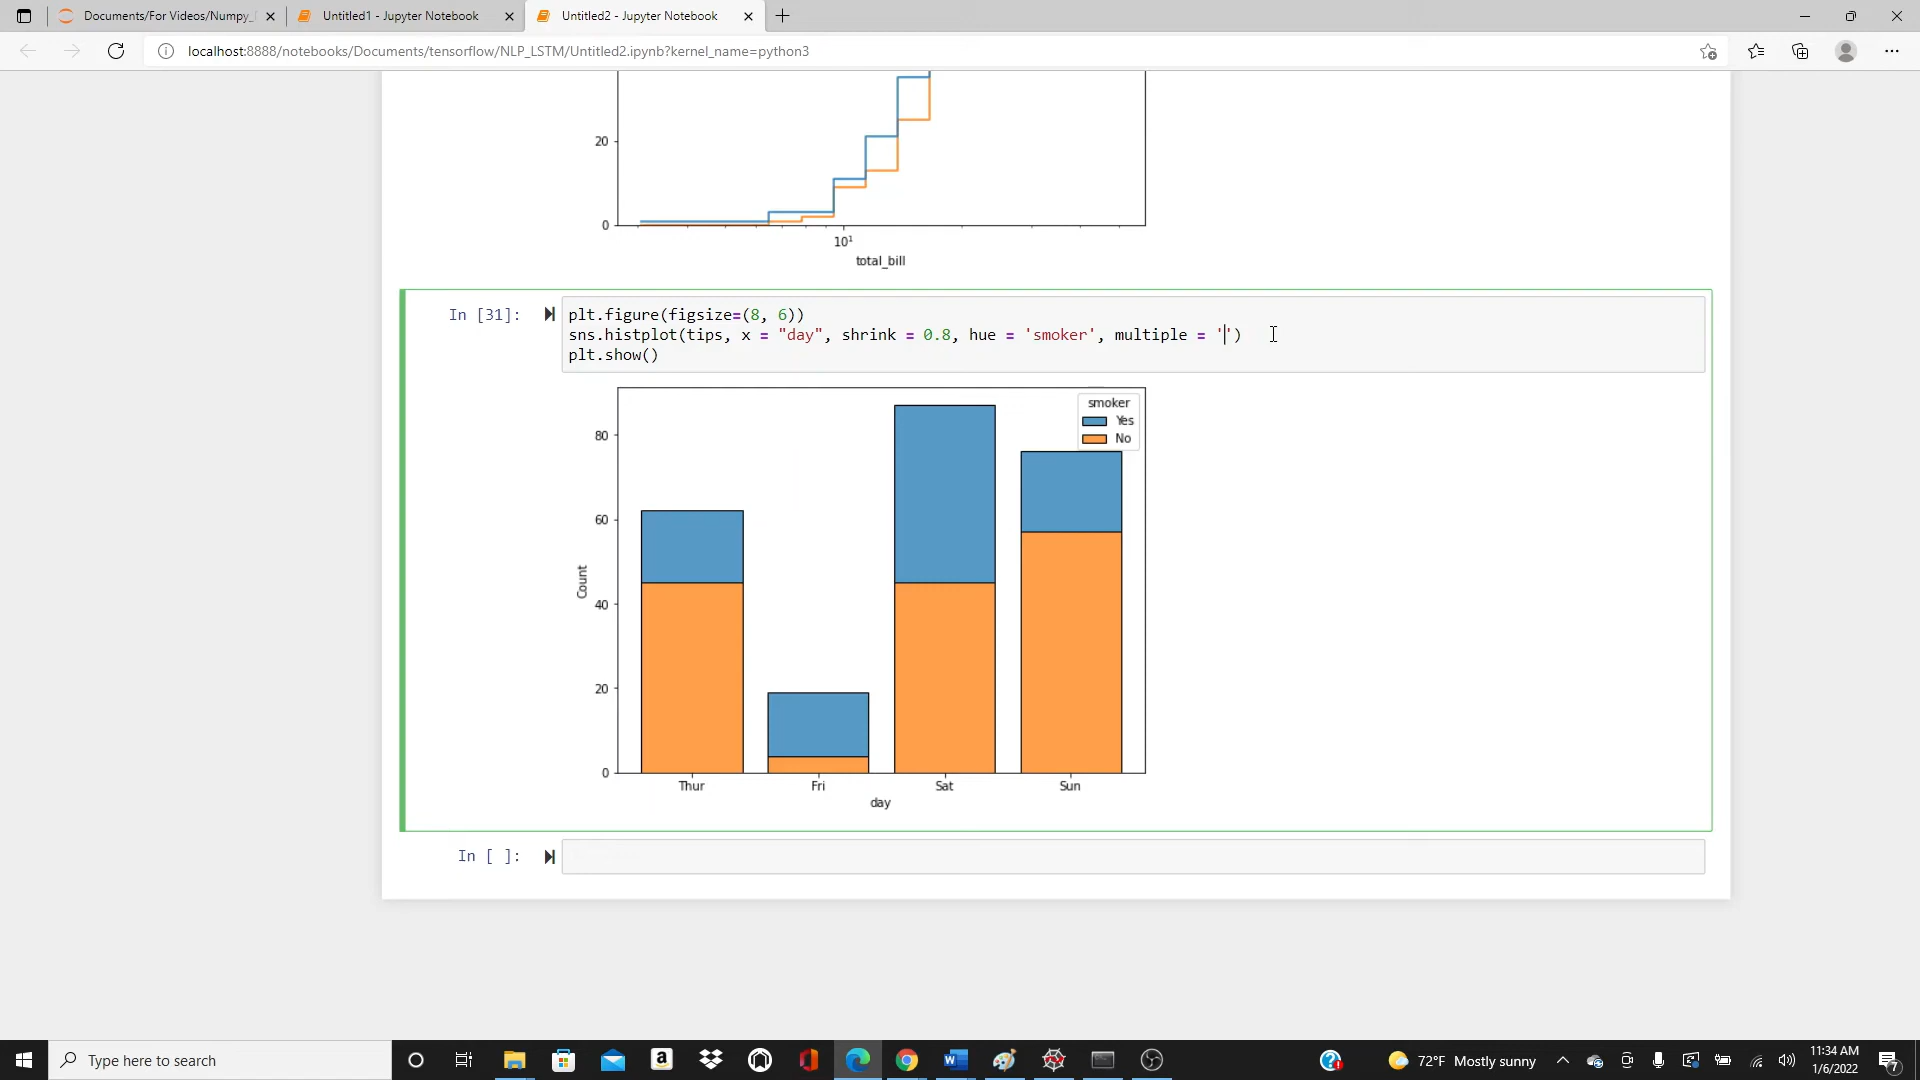 Documents/For Videos/Numpy_
Untitled1 - Jupyter Notebook
Untitled2 - Jupyter Notebook
localhost:8888/notebooks/Documents/tensorflow/NLP_LSTM/Untitled2.ipynb?kernel_name=python3
20
0
10¹
total_bill
In [31]:
plt.figure(figsize=(8, 6))
sns.histplot(tips, x = "day", shrink = 0.8, hue = 'smoker', multiple = '')
plt.show()
smoker
Yes
No
80
60
40
20
0
Count
Thur Fri Sat Sun
day
In [ ]:
Type here to search
72°F Mostly sunny
11:34 AM
1/6/2022
7